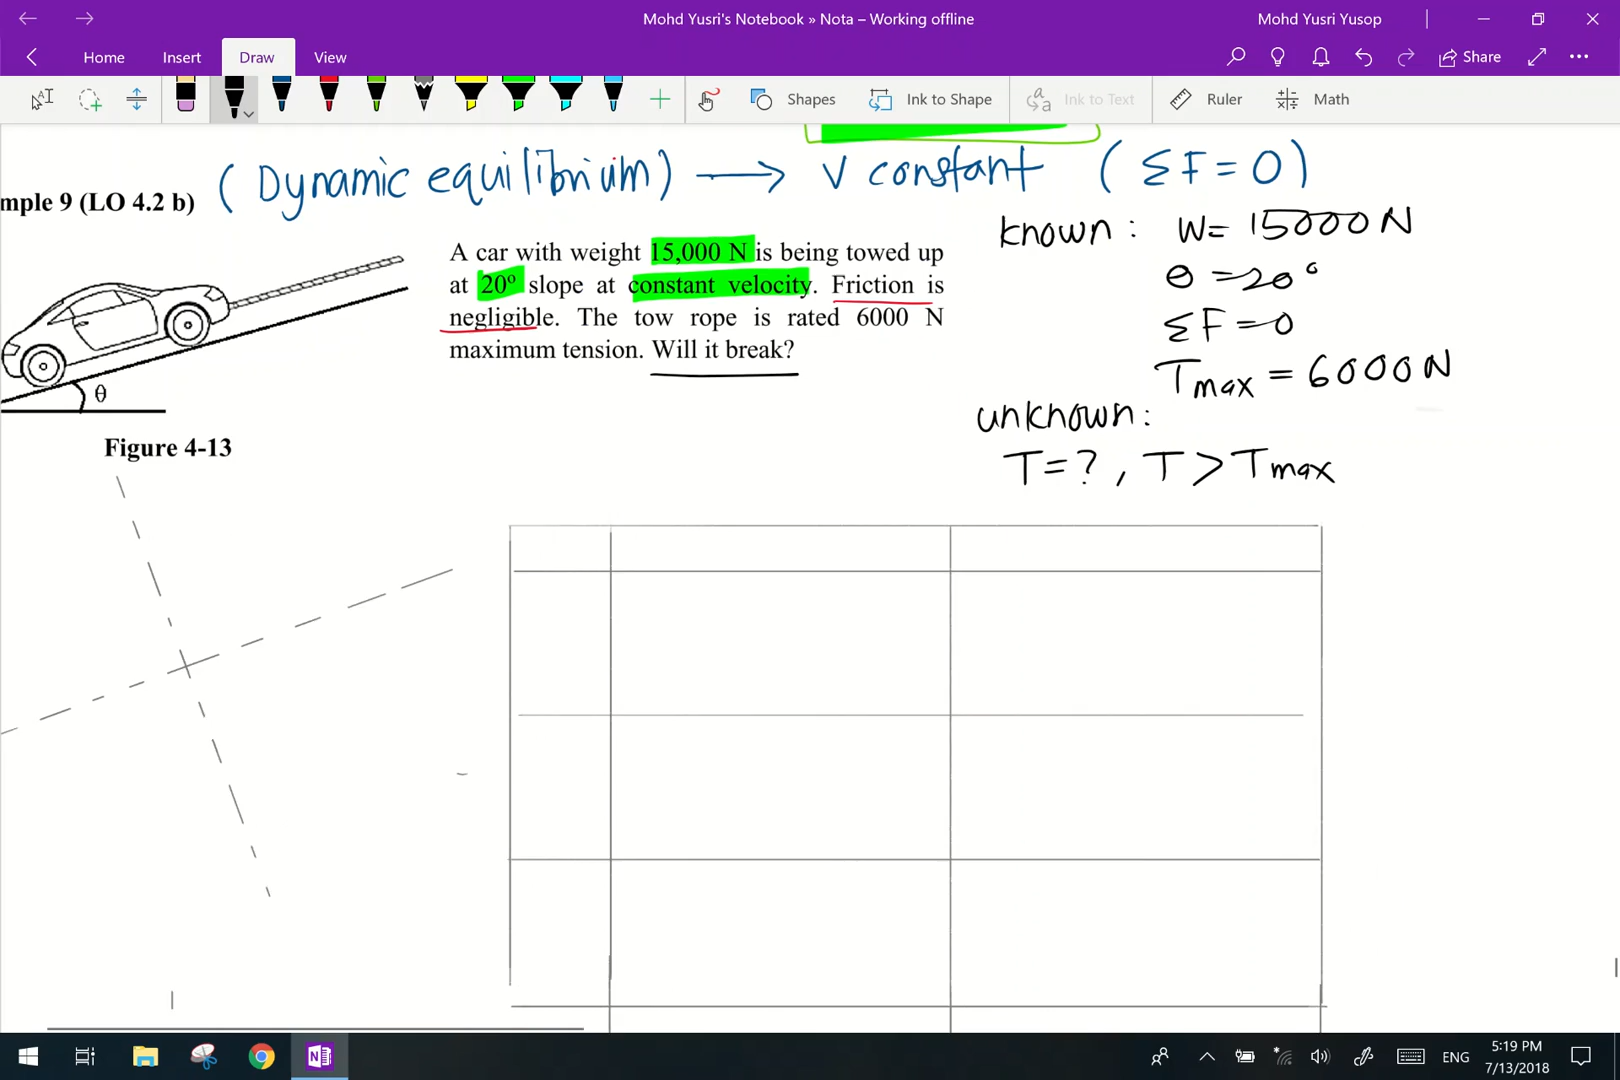 Mohd Yusri's Notebook » Nota – Working offline
Mohd Yusri Yusop
Home Insert Draw View
Share
Shapes
Ink to Shape
Ink to Text
Ruler
Math
(Dynamic equilibrium) → V constant (ΣF=0)
mple 9 (LO 4.2 b)
A car with weight 15,000 N is being towed up
at 20º slope at constant velocity. Friction is
negligible. The tow rope is rated 6000 N
maximum tension. Will it break?
θ
Figure 4-13
known: W= 15000 N
θ =20°
ΣF=0
Tmax = 6000 N
unknown:
T=?, T > Tmax
ENG
5:19 PM
7/13/2018